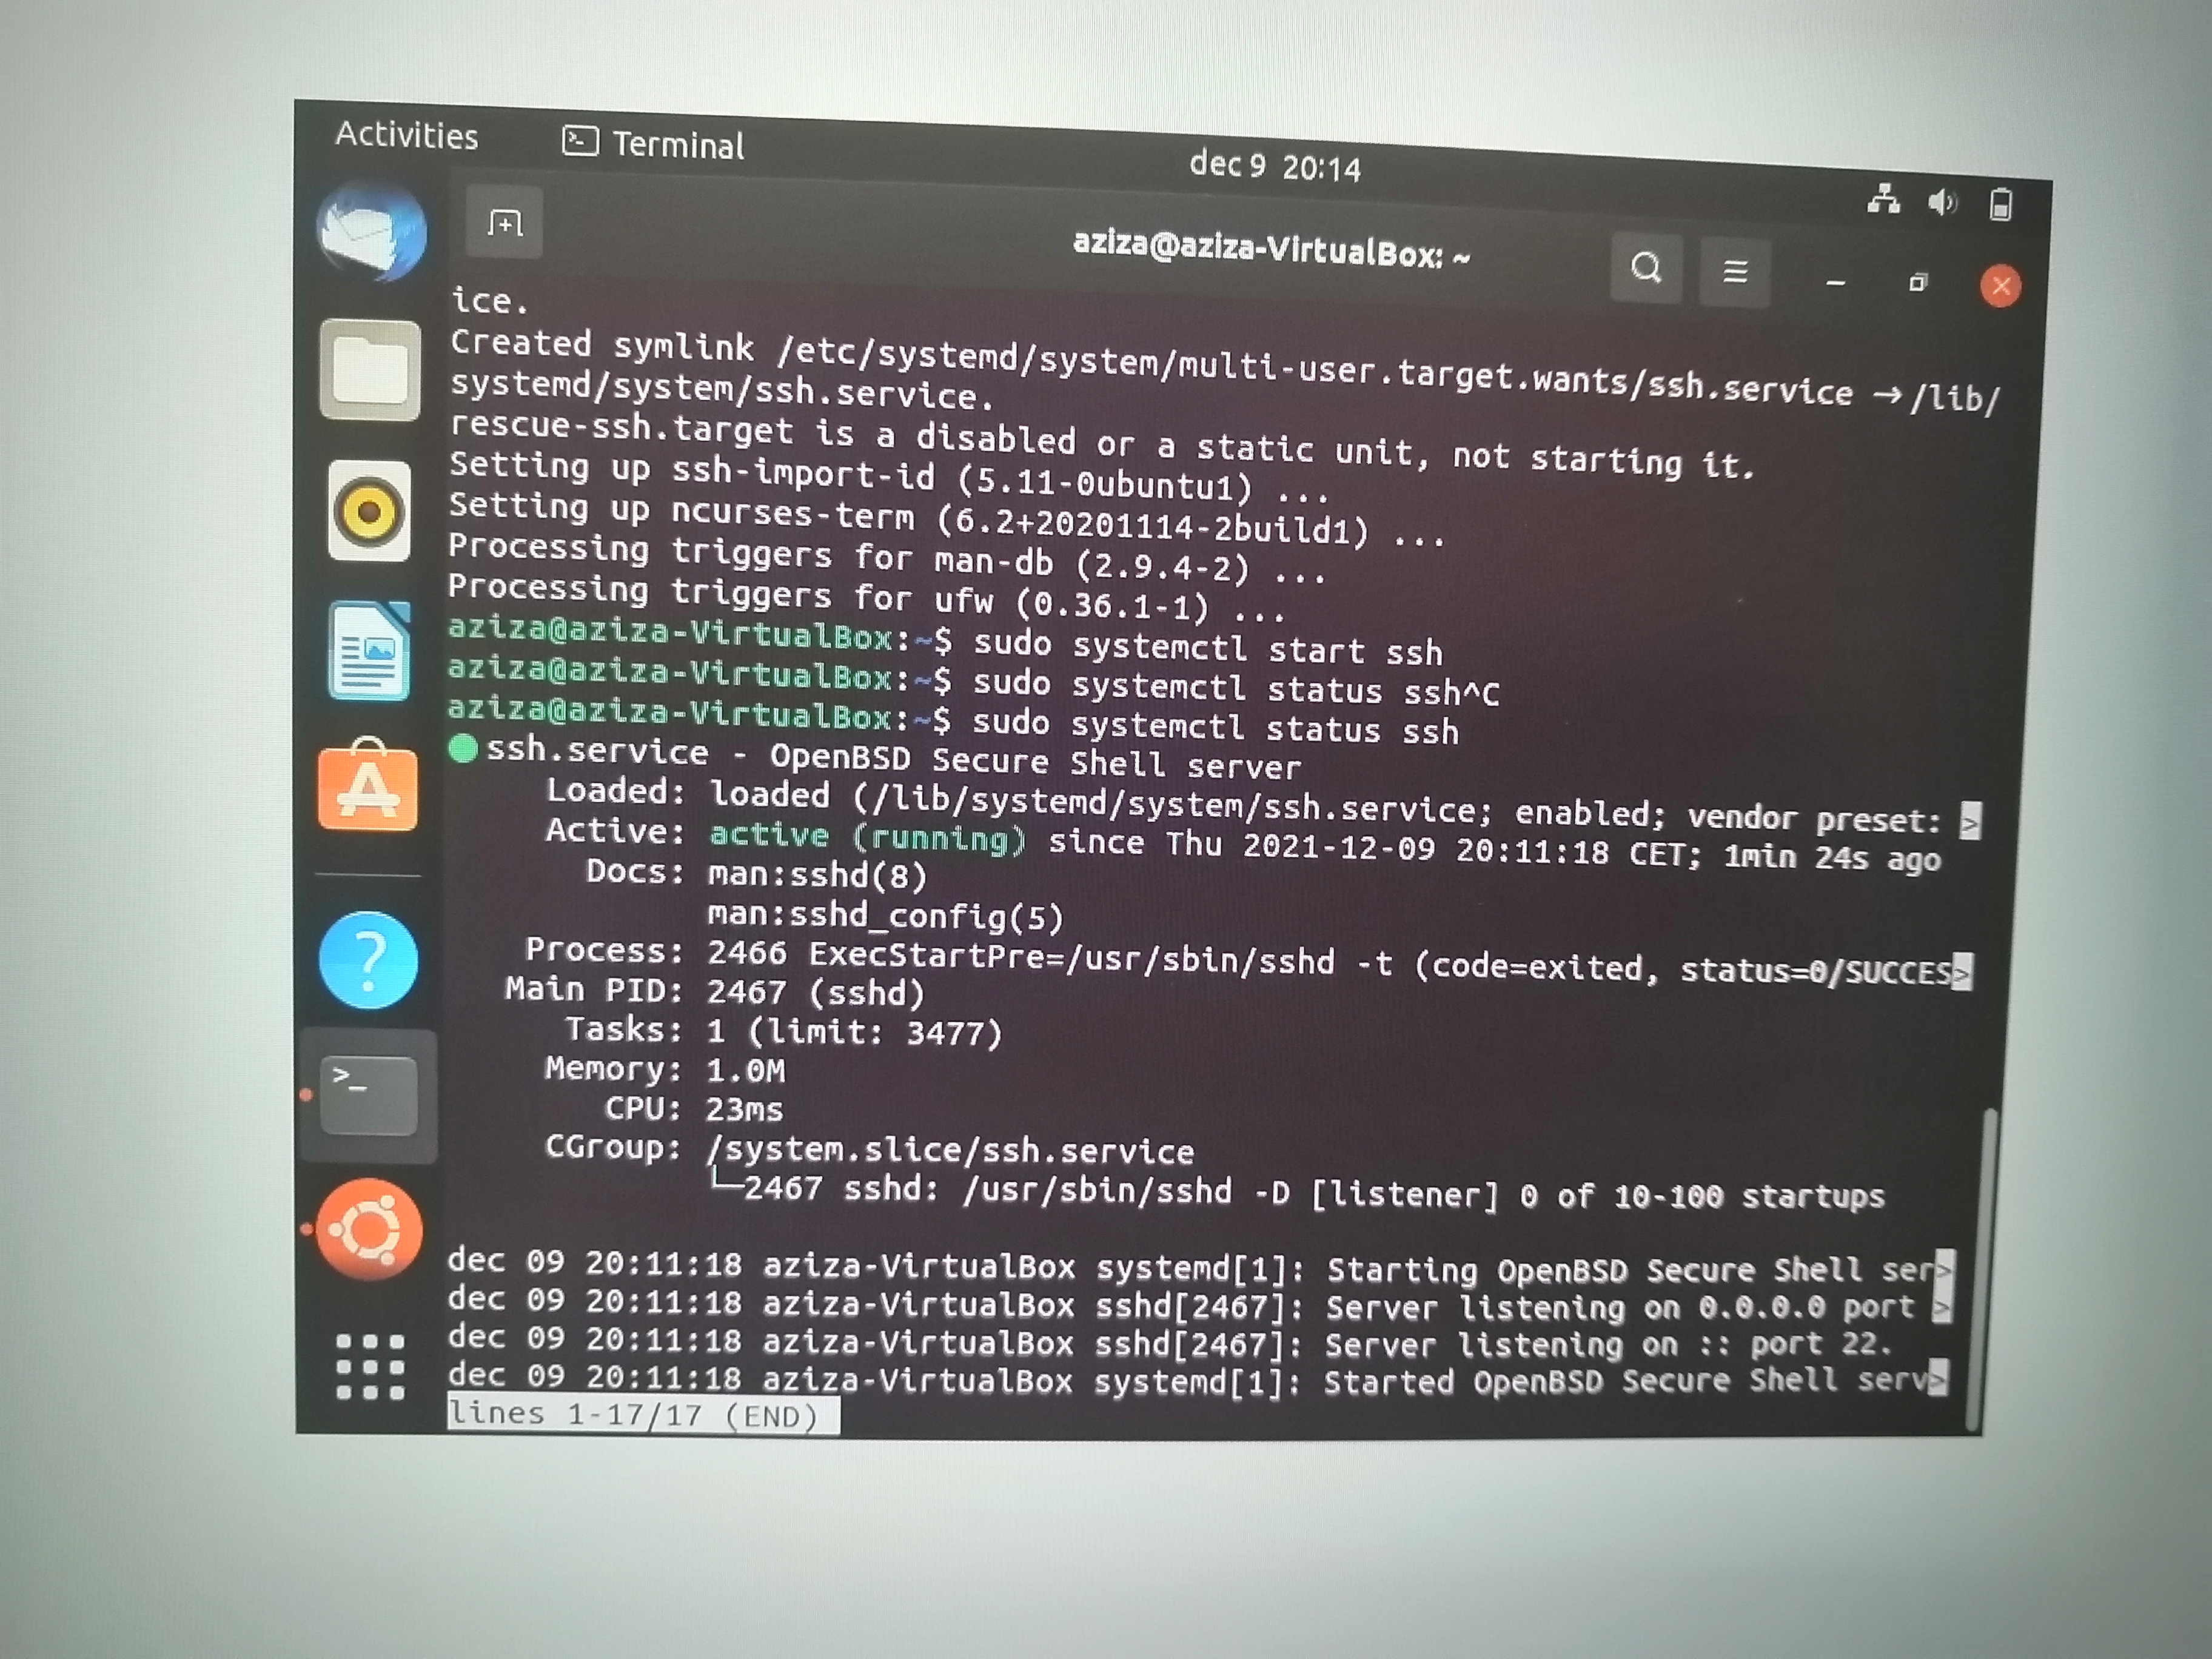 Activities
Terminal
dec 9 20:14
aziza@aziza-VirtualBox: ~
ice.
Created symlink /etc/systemd/system/multi-user.target.wants/ssh.service → /lib/
systemd/system/ssh.service.
rescue-ssh.target is a disabled or a static unit, not starting it.
Setting up ssh-import-id (5.11-0ubuntu1) ...
Setting up ncurses-term (6.2+20201114-2build1) ...
Processing triggers for man-db (2.9.4-2) ...
Processing triggers for ufw (0.36.1-1) ...
aziza@aziza-VirtualBox:~$ sudo systemctl start ssh
aziza@aziza-VirtualBox:~$ sudo systemctl status ssh^C
aziza@aziza-VirtualBox:~$ sudo systemctl status ssh
● ssh.service - OpenBSD Secure Shell server
Loaded: loaded (/lib/systemd/system/ssh.service; enabled; vendor preset: >
Active: active (running) since Thu 2021-12-09 20:11:18 CET; 1min 24s ago
Docs: man:sshd(8)
man:sshd_config(5)
Process: 2466 ExecStartPre=/usr/sbin/sshd -t (code=exited, status=0/SUCCES>
Main PID: 2467 (sshd)
Tasks: 1 (limit: 3477)
Memory: 1.0M
CPU: 23ms
CGroup: /system.slice/ssh.service
└─2467 sshd: /usr/sbin/sshd -D [listener] 0 of 10-100 startups
dec 09 20:11:18 aziza-VirtualBox systemd[1]: Starting OpenBSD Secure Shell ser>
dec 09 20:11:18 aziza-VirtualBox sshd[2467]: Server listening on 0.0.0.0 port >
dec 09 20:11:18 aziza-VirtualBox sshd[2467]: Server listening on :: port 22.
dec 09 20:11:18 aziza-VirtualBox systemd[1]: Started OpenBSD Secure Shell serv>
lines 1-17/17 (END)